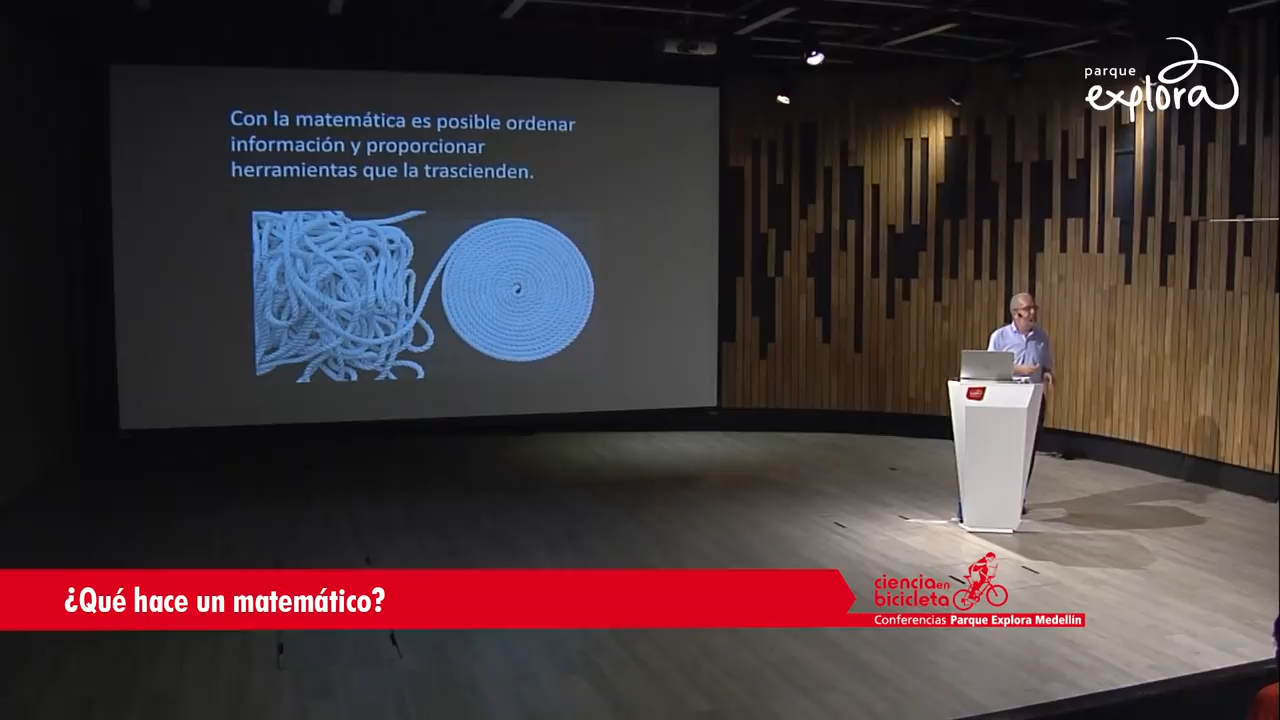 parque
explora
Con la matemática es posible ordenar
información y proporcionar
herramientas que la trascienden.
¿Qué hace un matemático?
ciencia en
bicicleta
Conferencias Parque Explora Medellín